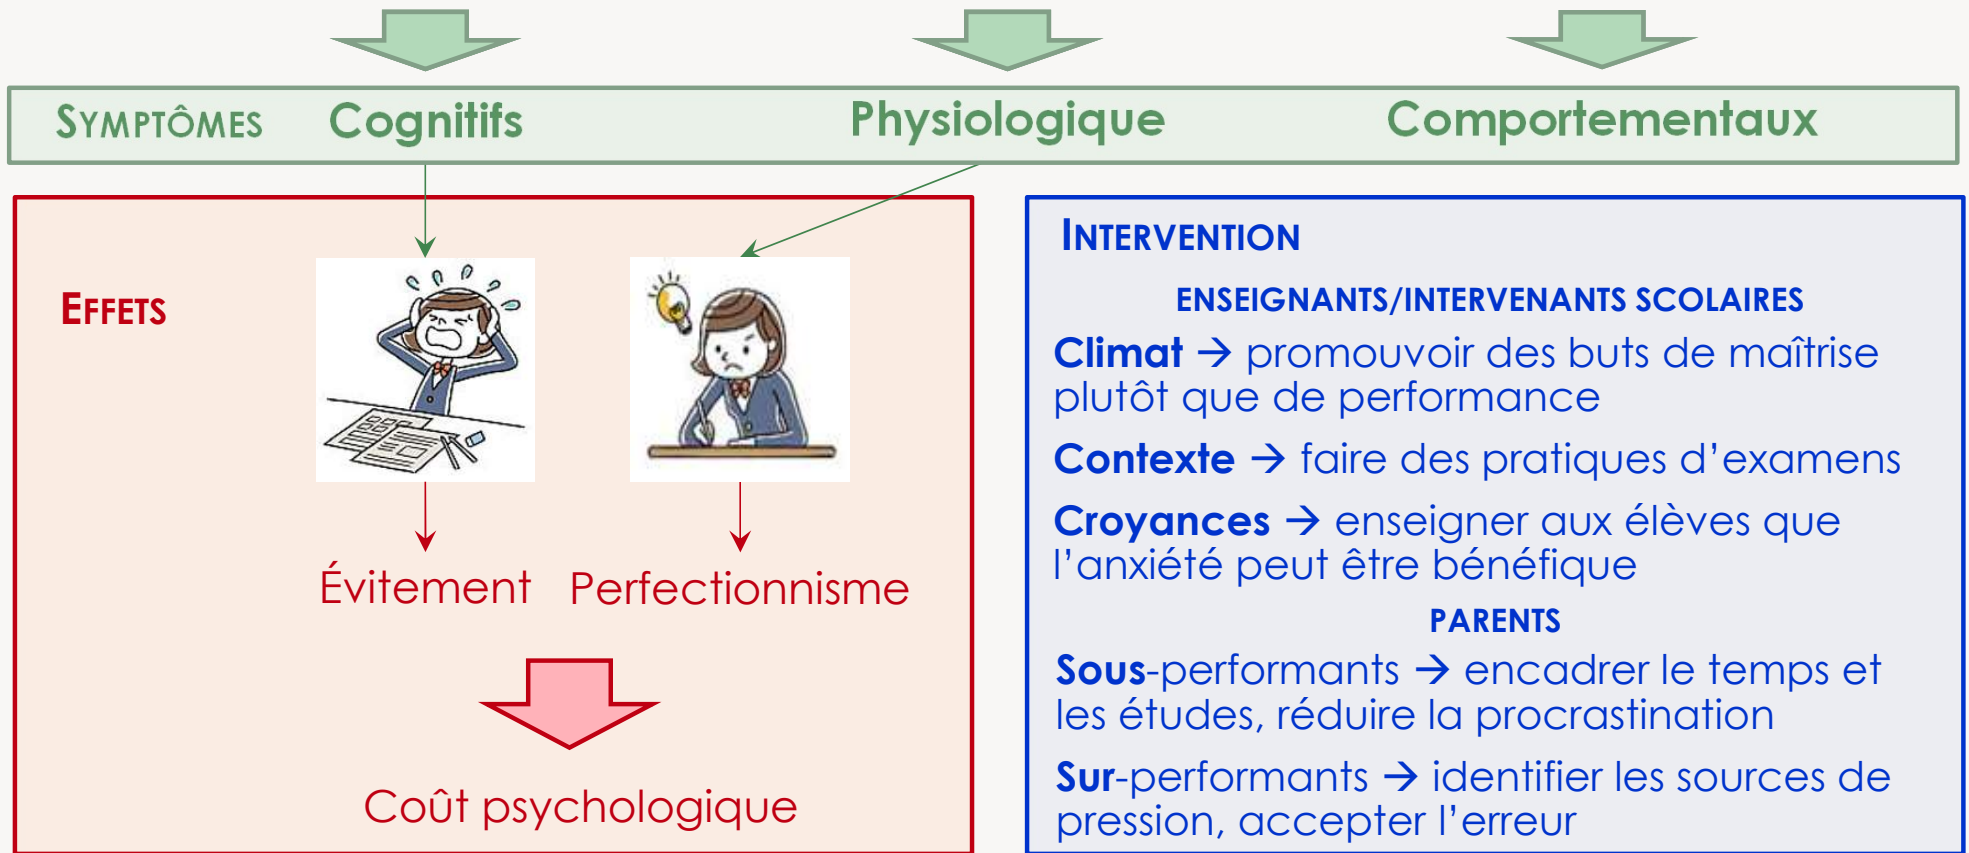 SYMPTÔMES Cognitifs Physiologique Comportementaux
EFFETS
Évitement Perfectionnisme
Coût psychologique
INTERVENTION
ENSEIGNANTS/INTERVENANTS SCOLAIRES
Climat → promouvoir des buts de maîtrise
plutôt que de performance
Contexte → faire des pratiques d’examens
Croyances → enseigner aux élèves que
l’anxiété peut être bénéfique
PARENTS
Sous-performants → encadrer le temps et
les études, réduire la procrastination
Sur-performants → identifier les sources de
pression, accepter l’erreur